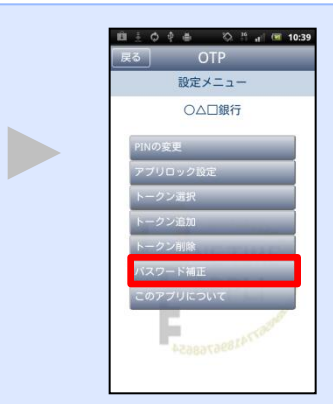 10:39
戻る OTP
設定メニュー
○△□銀行
PINの変更
アプリロック設定
トークン選択
トークン追加
トークン削除
パスワード補正
このアプリについて